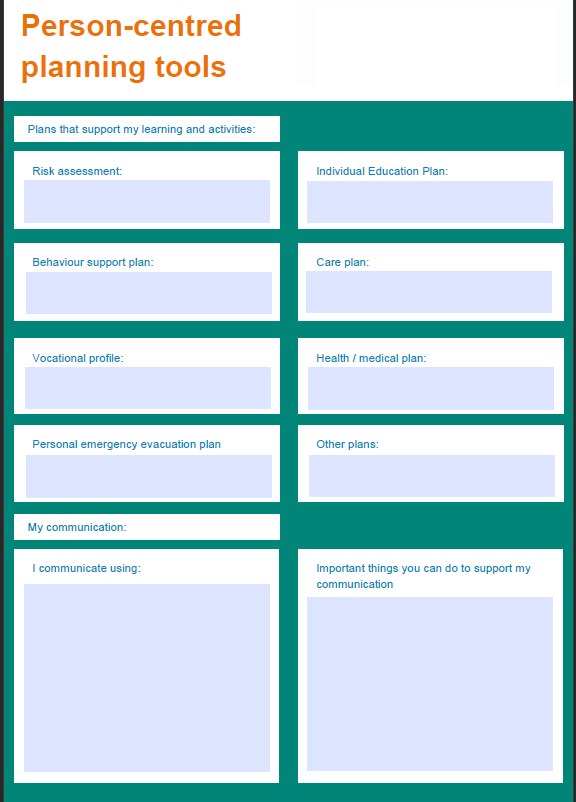 Person-centred
planning tools
Plans that support my learning and activities:
Risk assessment:
Individual Education Plan:
Behaviour support plan:
Care plan:
Vocational profile:
Health / medical plan:
Personal emergency evacuation plan
Other plans:
My communication:
I communicate using:
Important things you can do to support my
communication